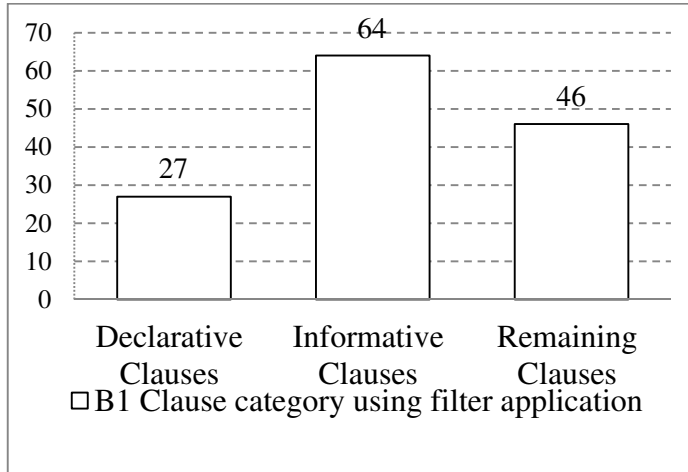 70
60
50
40
30
20
10
0
27
64
46
Declarative Clauses
Informative Clauses
Remaining Clauses
B1 Clause category using filter application